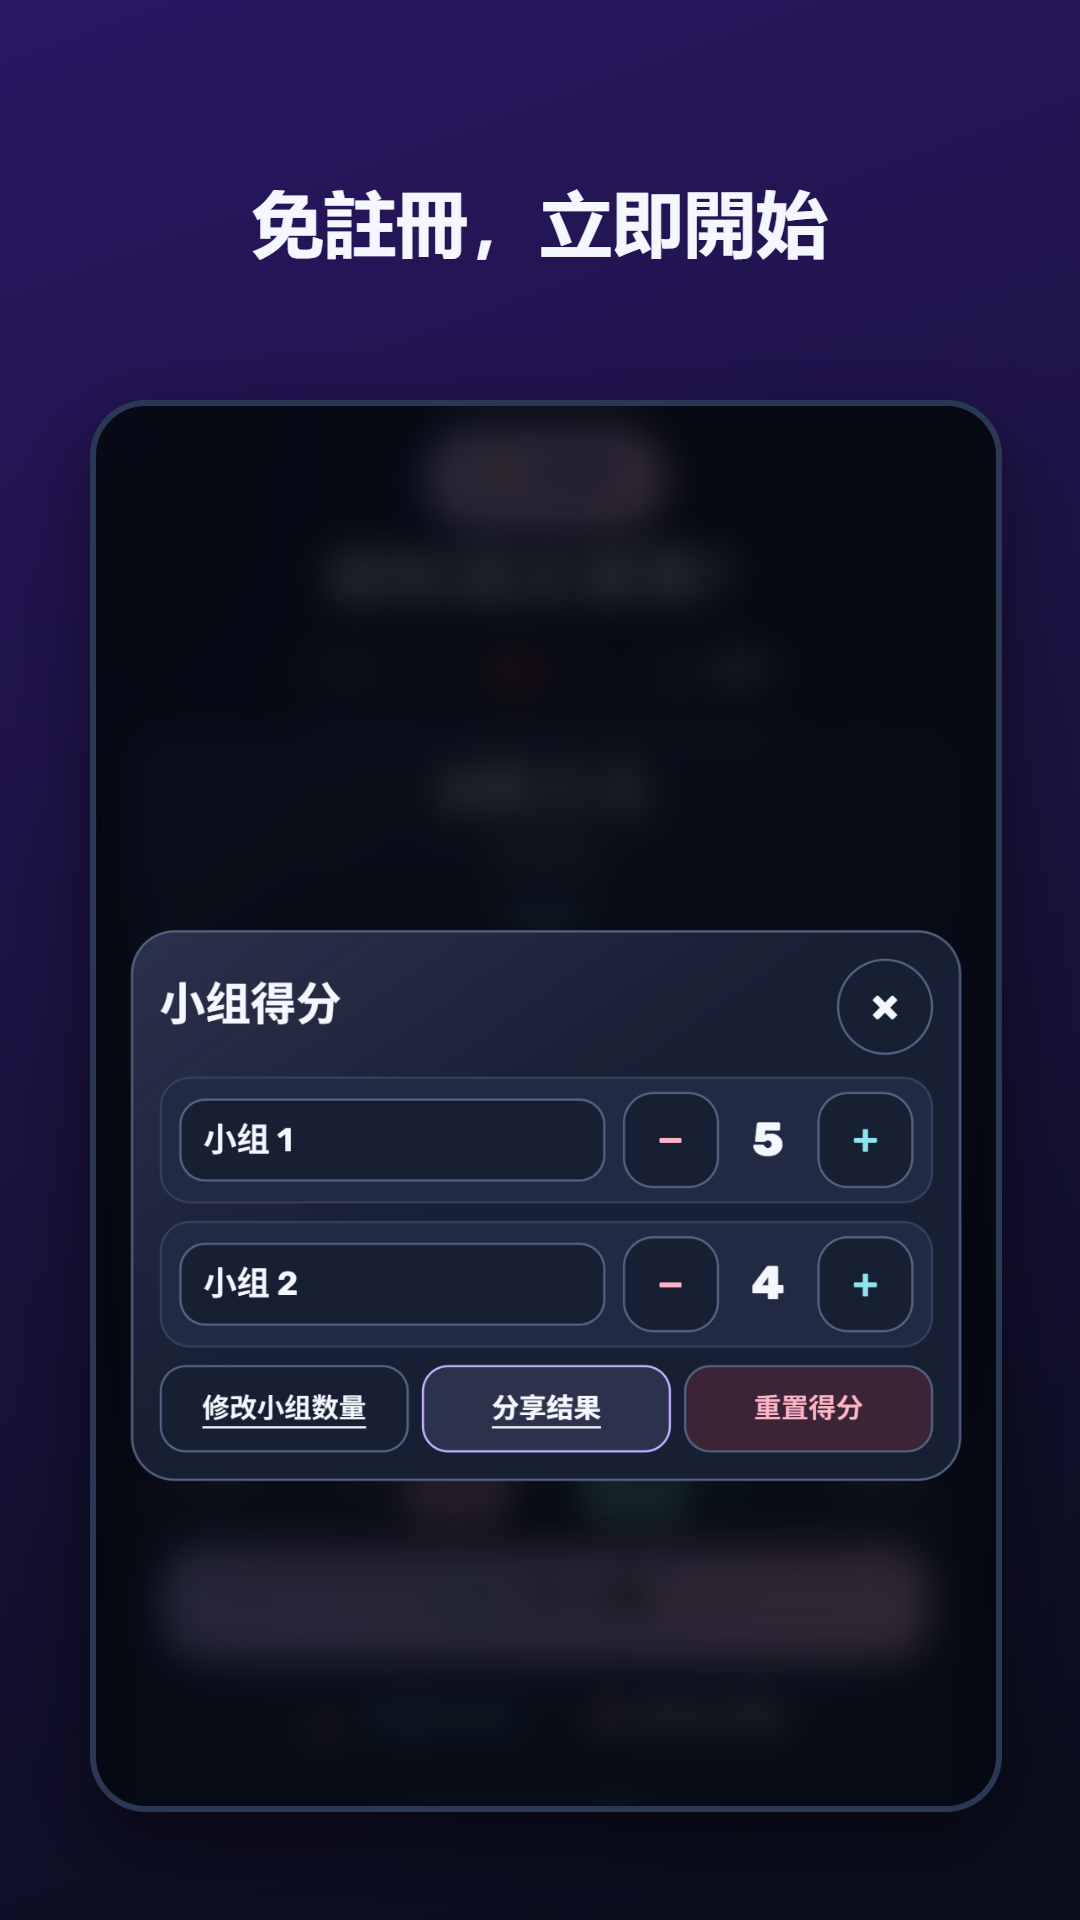 免註冊，立即開始
小组得分 ×
小组 1 − 5 +
小组 2 − 4 +
修改小组数量 分享结果 重置得分